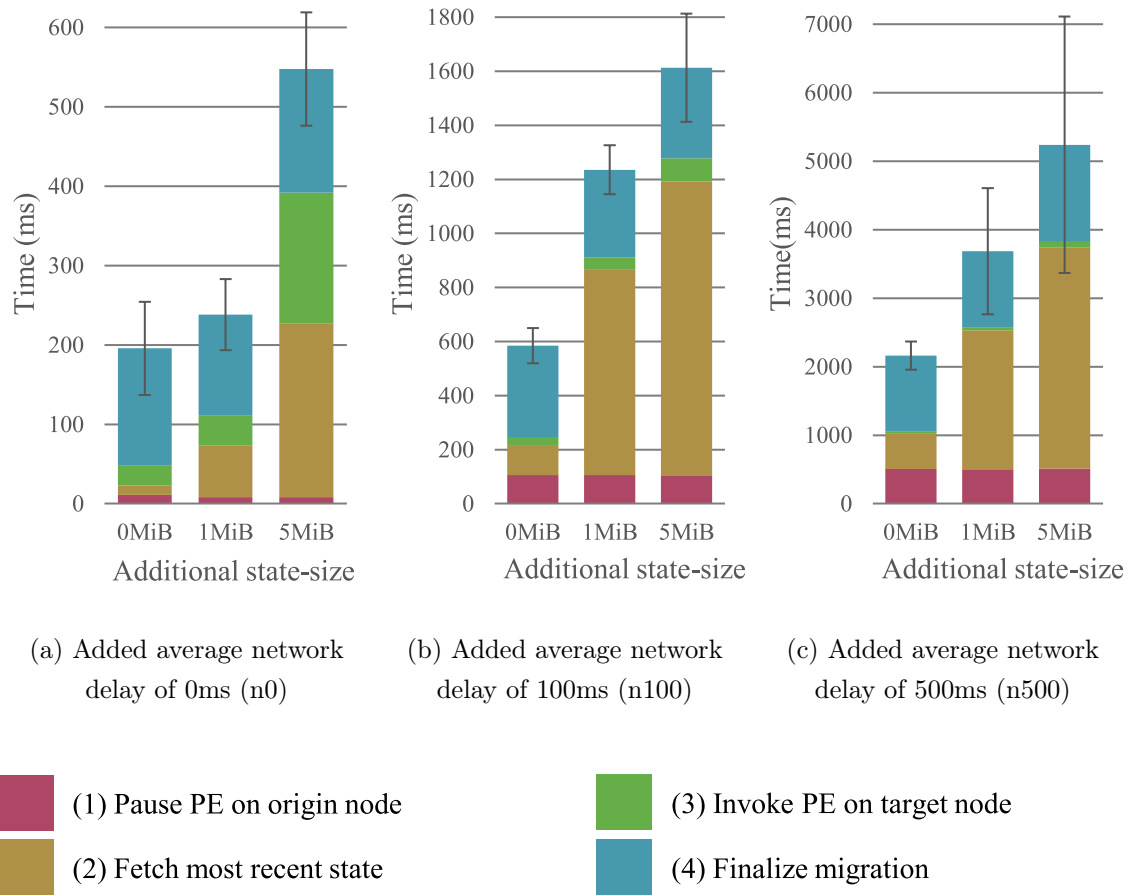 600
500
400
300
200
100
0
Time (ms)
0MiB 1MiB 5MiB
Additional state-size
1800
1600
1400
1200
1000
800
600
400
200
0
Time (ms)
0MiB 1MiB 5MiB
Additional state-size
7000
6000
5000
4000
3000
2000
1000
0
Time(ms)
0MiB 1MiB 5MiB
Additional state-size
(a) Added average network
delay of 0ms (n0)
(b) Added average network
delay of 100ms (n100)
(c) Added average network
delay of 500ms (n500)
(1) Pause PE on origin node
(2) Fetch most recent state
(3) Invoke PE on target node
(4) Finalize migration